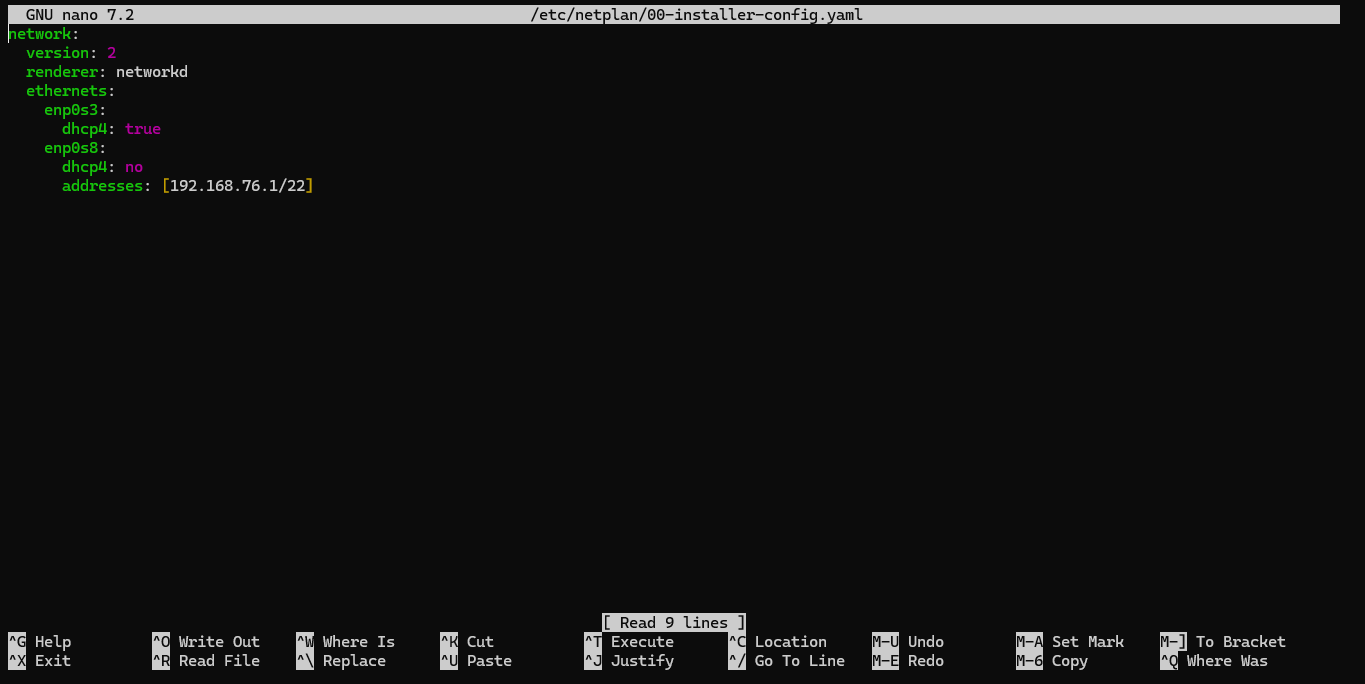 GNU nano 7.2 /etc/netplan/00-installer-config.yaml
network:
  version: 2
  renderer: networkd
  ethernets:
    enp0s3:
      dhcp4: true
    enp0s8:
      dhcp4: no
      addresses: [192.168.76.1/22]
[ Read 9 lines ]
^G Help ^O Write Out ^W Where Is ^K Cut ^T Execute ^C Location M-U Undo M-A Set Mark M-] To Bracket
^X Exit ^R Read File ^\ Replace ^U Paste ^J Justify ^/ Go To Line M-E Redo M-6 Copy ^Q Where Was